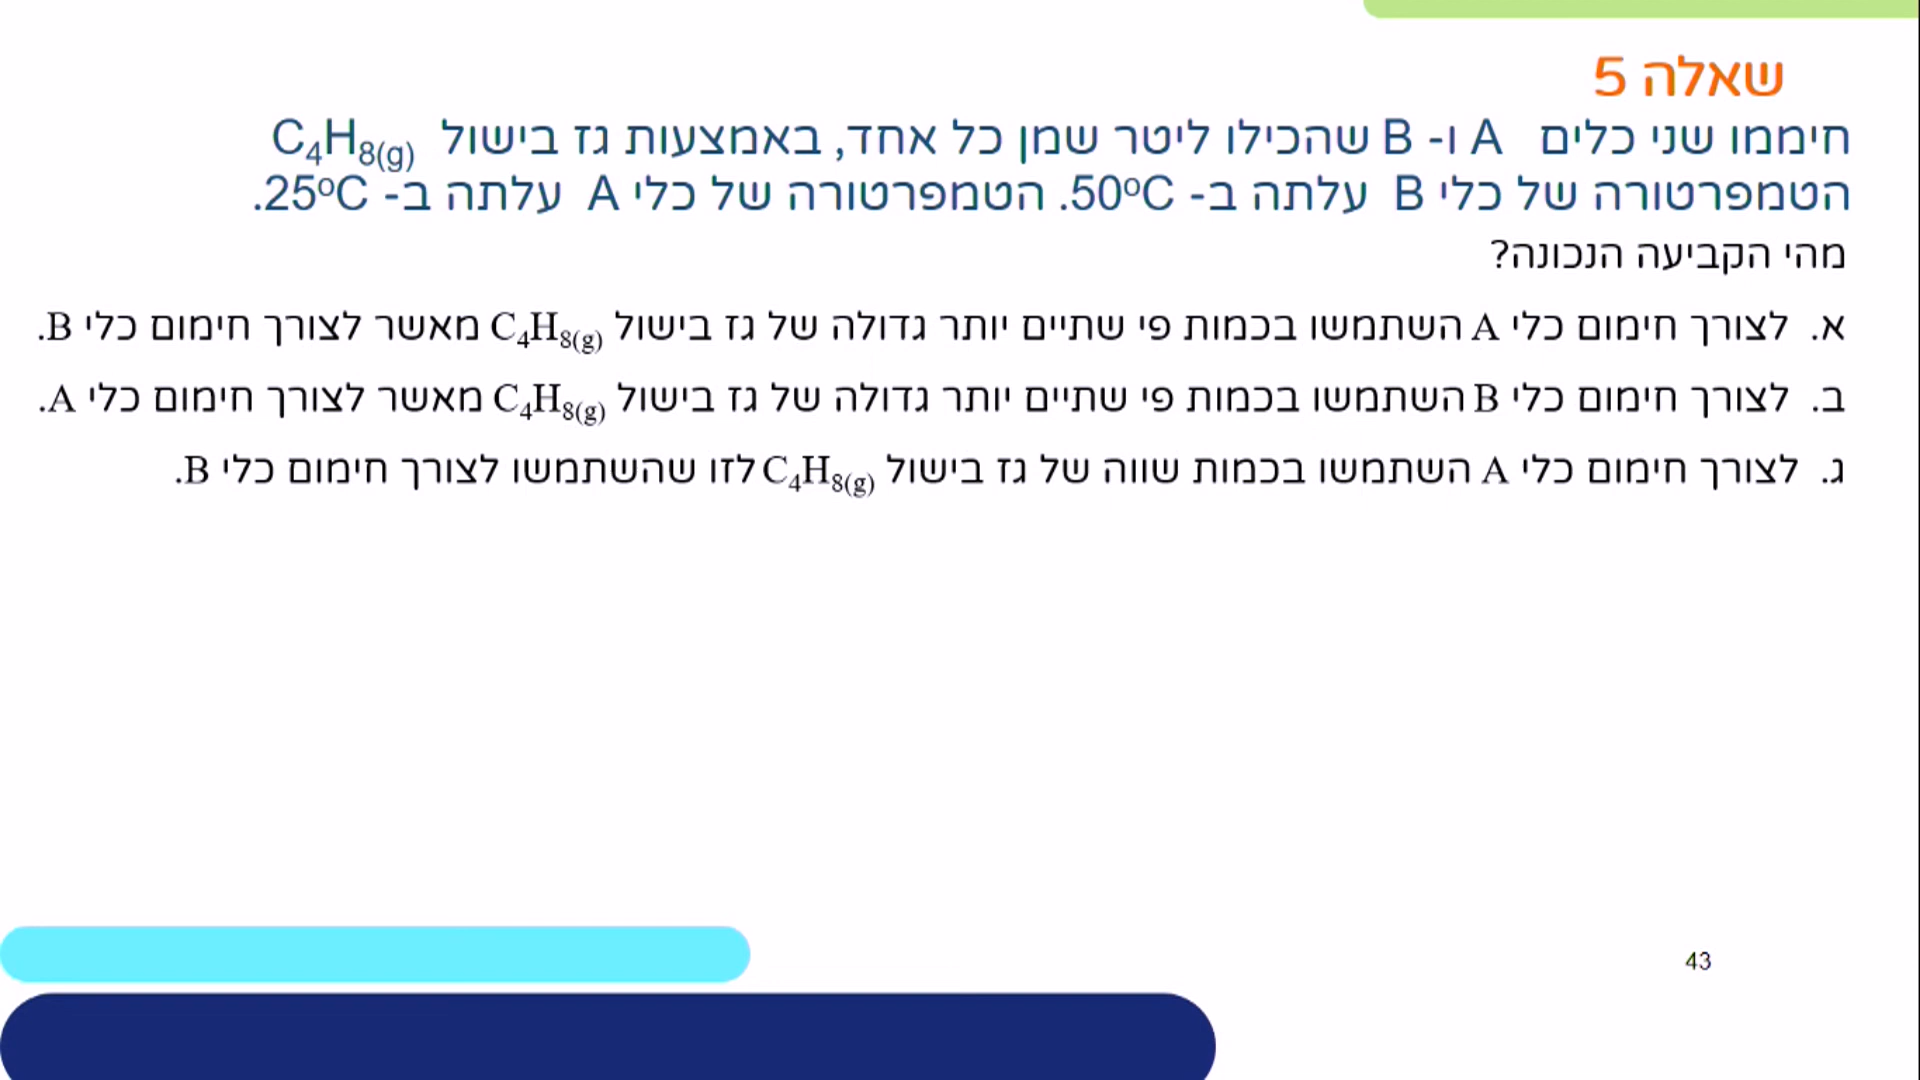 שאלה 5
חיממו שני כלים A ו- B שהכילו ליטר שמן כל אחד, באמצעות גז בישול C₄H₈(g)
הטמפרטורה של כלי B עלתה ב- 50ºC. הטמפרטורה של כלי A עלתה ב- 25ºC.
מהי הקביעה הנכונה?
א. לצורך חימום כלי A השתמשו בכמות פי שתיים יותר גדולה של גז בישול C₄H₈(g) מאשר לצורך חימום כלי B.
ב. לצורך חימום כלי B השתמשו בכמות פי שתיים יותר גדולה של גז בישול C₄H₈(g) מאשר לצורך חימום כלי A.
ג. לצורך חימום כלי A השתמשו בכמות שווה של גז בישול C₄H₈(g) לזו שהשתמשו לצורך חימום כלי B.
43